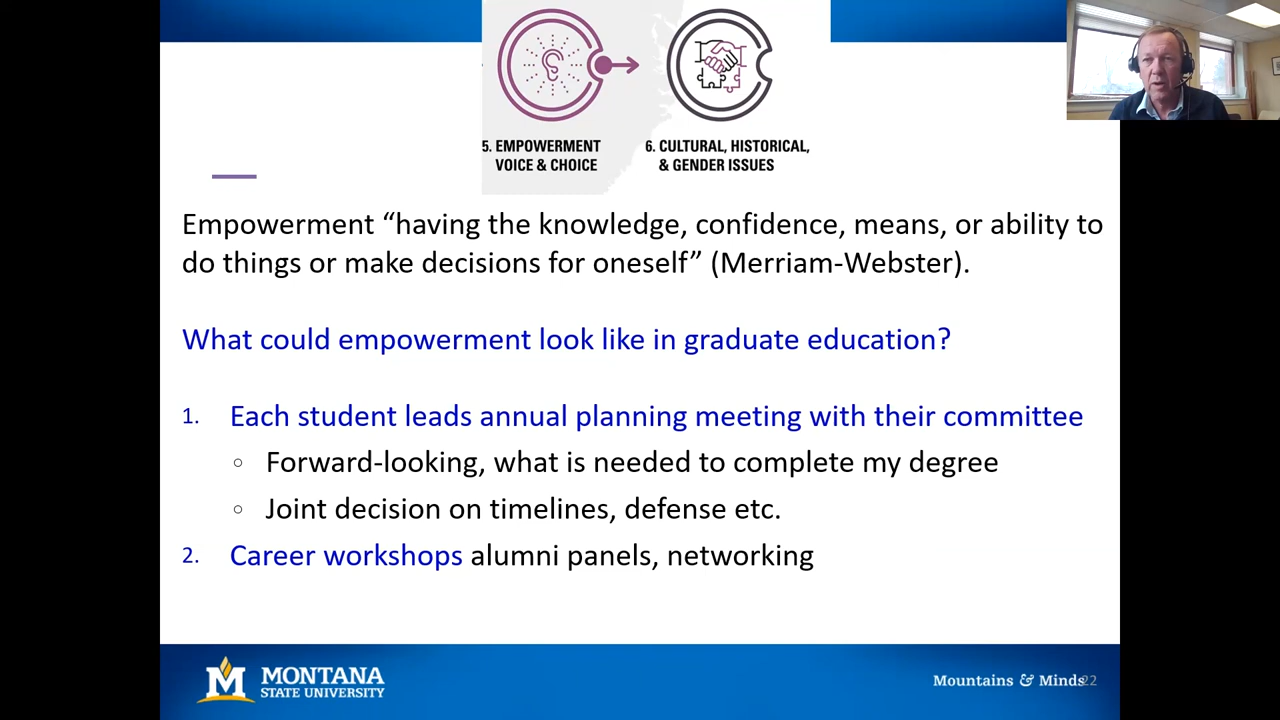 5. EMPOWERMENT
VOICE & CHOICE
6. CULTURAL, HISTORICAL,
& GENDER ISSUES
Empowerment “having the knowledge, confidence, means, or ability to
do things or make decisions for oneself” (Merriam-Webster).
What could empowerment look like in graduate education?
1. Each student leads annual planning meeting with their committee
○ Forward-looking, what is needed to complete my degree
○ Joint decision on timelines, defense etc.
2. Career workshops alumni panels, networking
M MONTANA
STATE UNIVERSITY
Mountains & Minds 22